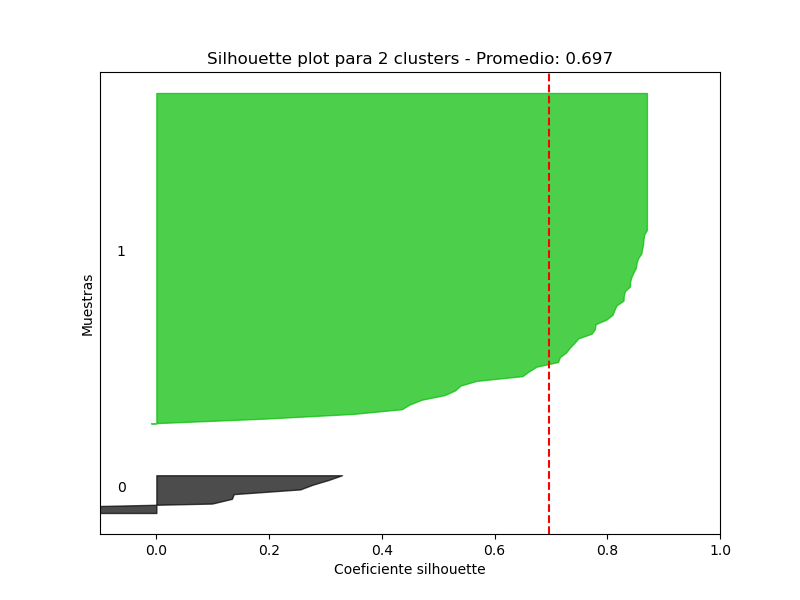 Silhouette plot para 2 clusters - Promedio: 0.697
Muestras
1
0
0.0 0.2 0.4 0.6 0.8 1.0
Coeficiente silhouette